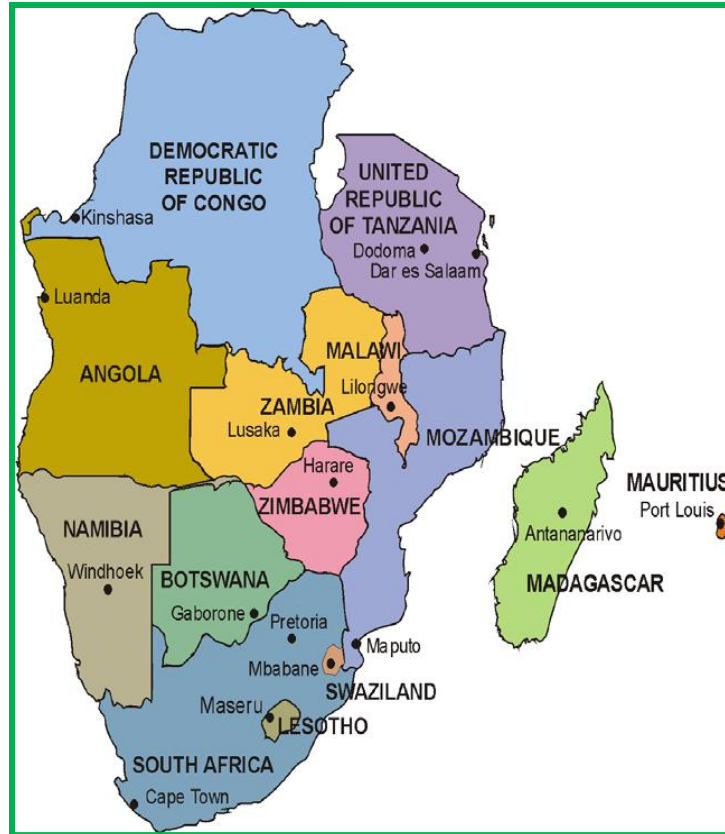 DEMOCRATIC
REPUBLIC
OF CONGO
Kinshasa
UNITED
REPUBLIC
OF TANZANIA
Dodoma
Dar es Salaam
Luanda
ANGOLA
MALAWI
Lilongwe
ZAMBIA
Lusaka
MOZAMBIQUE
Harare
ZIMBABWE
MAURITIUS
Port Louis
NAMIBIA
Windhoek
Antananarivo
MADAGASCAR
BOTSWANA
Gaborone
Pretoria
Maputo
Mbabane
SWAZILAND
Maseru
LESOTHO
SOUTH AFRICA
Cape Town